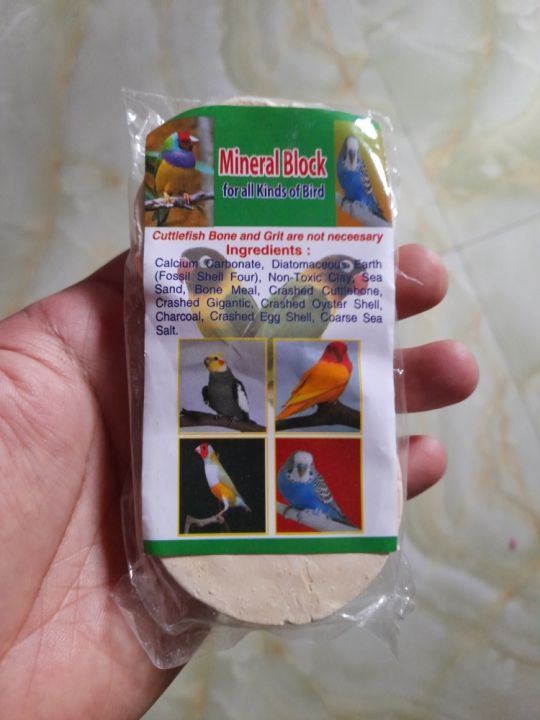 Mineral Block
for all Kinds of Bird
Cuttlefish Bone and Grit are not neceesary
Ingredients :
Calcium Carbonate, Diatomaceous Earth
(Fossil Shell Four), Non-Toxic Clay, Sea
Sand, Bone Meal, Crashed Cuttlebone,
Crashed Gigantic, Crashed Oyster Shell,
Charcoal, Crashed Egg Shell, Coarse Sea
Salt.